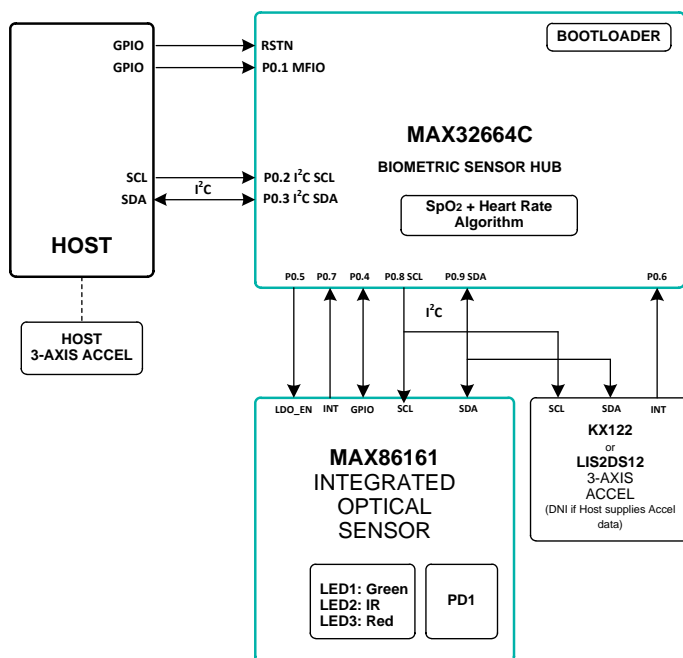 GPIO
RSTN
BOOTLOADER
GPIO
P0.1 MFIO
MAX32664C
BIOMETRIC SENSOR HUB
SCL
P0.2 I²C SCL
I²C
SDA
P0.3 I²C SDA
SpO2 + Heart Rate
Algorithm
HOST
P0.5
P0.7
P0.4
P0.8 SCL
P0.9 SDA
P0.6
I²C
HOST
3-AXIS ACCEL
LDO_EN
INT
GPIO
SCL
SDA
SCL
SDA
INT
MAX86161
INTEGRATED
OPTICAL
SENSOR
KX122
or
LIS2DS12
3-AXIS
ACCEL
(DNI if Host supplies Accel
data)
LED1: Green
LED2: IR
LED3: Red
PD1